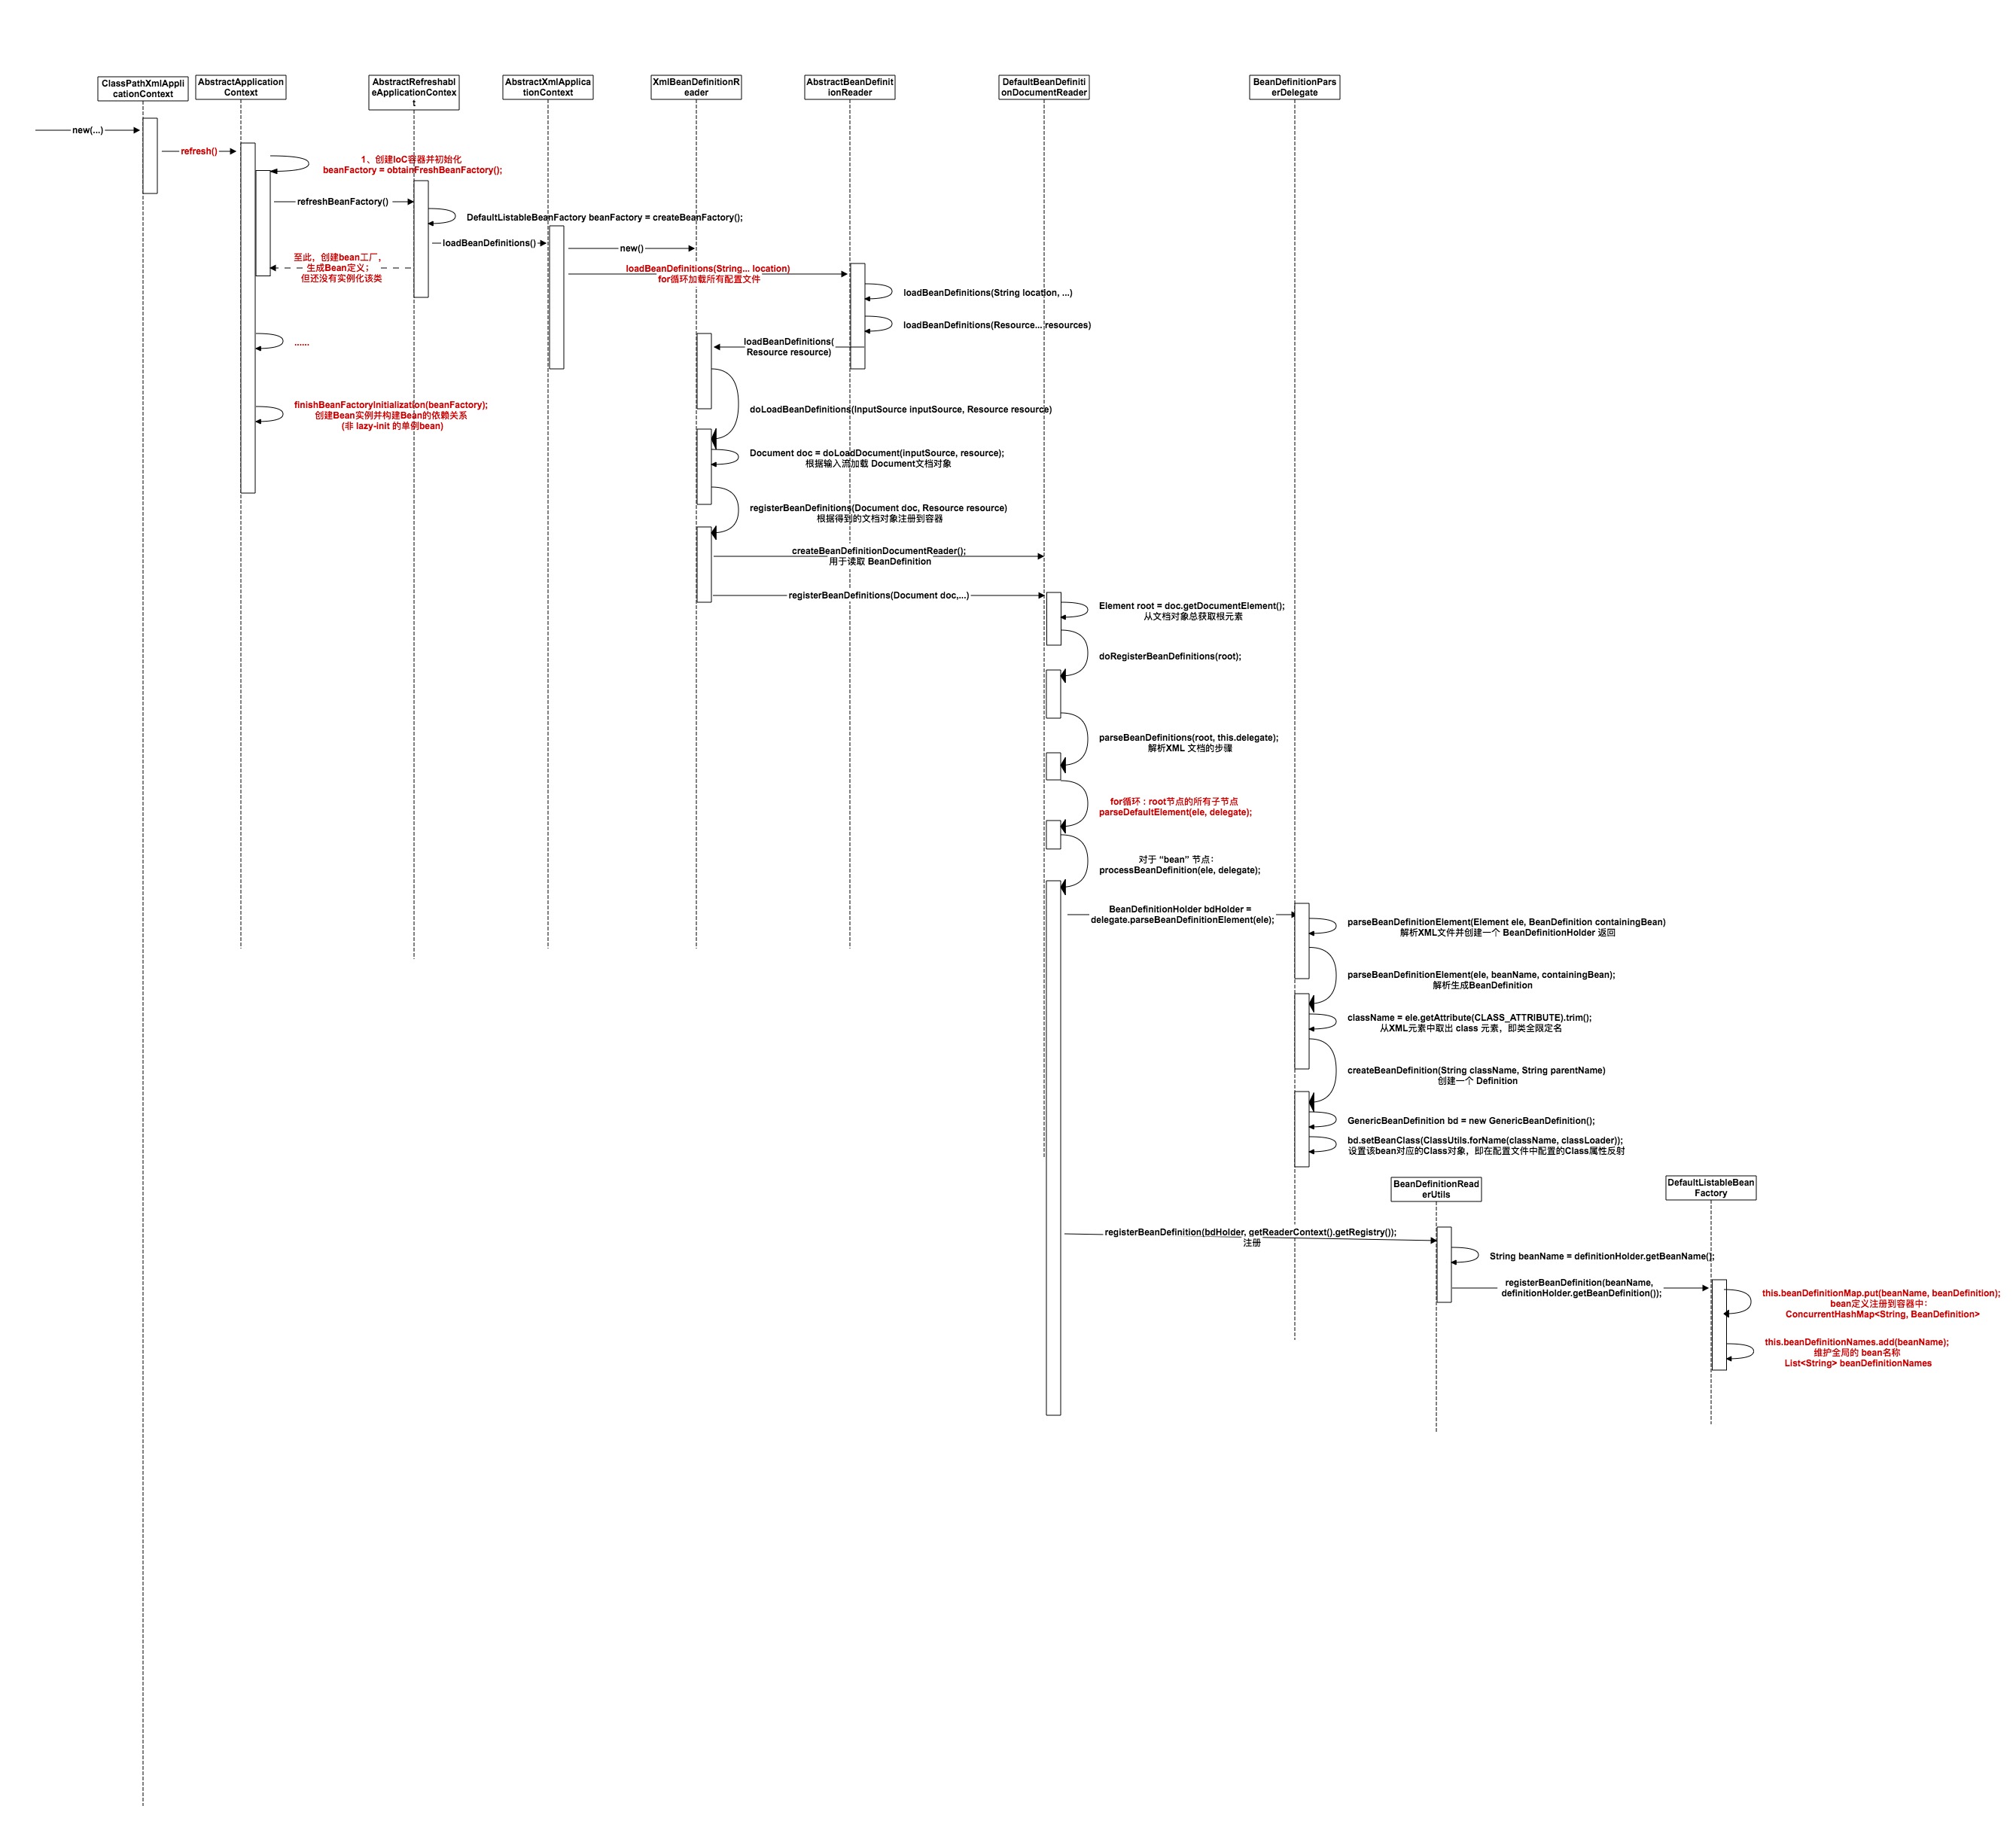 ClassPathXmlAppli
cationContext
AbstractApplication
Context
AbstractRefreshabl
eApplicationContex
t
AbstractXmlApplica
tionContext
XmlBeanDefinitionR
eader
AbstractBeanDefinit
ionReader
DefaultBeanDefiniti
onDocumentReader
BeanDefinitionPars
erDelegate
new(...)
refresh()
1、创建IoC容器并初始化
beanFactory = obtainFreshBeanFactory();
refreshBeanFactory()
DefaultListableBeanFactory beanFactory = createBeanFactory();
loadBeanDefinitions()
new()
至此，创建bean工厂，
生成Bean定义；
但还没有实例化该类
loadBeanDefinitions(String... location)
for循环加载所有配置文件
loadBeanDefinitions(String location, ...)
loadBeanDefinitions(Resource... resources)
loadBeanDefinitions(
Resource resource)
......
finishBeanFactoryInitialization(beanFactory);
创建Bean实例并构建Bean的依赖关系
(非 lazy-init 的单例bean)
doLoadBeanDefinitions(InputSource inputSource, Resource resource)
Document doc = doLoadDocument(inputSource, resource);
根据输入流加载 Document文档对象
registerBeanDefinitions(Document doc, Resource resource)
根据得到的文档对象注册到容器
createBeanDefinitionDocumentReader();
用于读取 BeanDefinition
registerBeanDefinitions(Document doc,...)
Element root = doc.getDocumentElement();
从文档对象总获取根元素
doRegisterBeanDefinitions(root);
parseBeanDefinitions(root, this.delegate);
解析XML 文档的步骤
for循环：root节点的所有子节点
parseDefaultElement(ele, delegate);
对于 “bean” 节点：
processBeanDefinition(ele, delegate);
BeanDefinitionHolder bdHolder =
delegate.parseBeanDefinitionElement(ele);
parseBeanDefinitionElement(Element ele, BeanDefinition containingBean)
解析XML文件并创建一个 BeanDefinitionHolder 返回
parseBeanDefinitionElement(ele, beanName, containingBean);
解析生成BeanDefinition
className = ele.getAttribute(CLASS_ATTRIBUTE).trim();
从XML元素中取出 class 元素，即类全限定名
createBeanDefinition(String className, String parentName)
创建一个 Definition
GenericBeanDefinition bd = new GenericBeanDefinition();
bd.setBeanClass(ClassUtils.forName(className, classLoader));
设置该bean对应的Class对象，即在配置文件中配置的Class属性反射
BeanDefinitionRead
erUtils
DefaultListableBean
Factory
registerBeanDefinition(bdHolder, getReaderContext().getRegistry());
注册
String beanName = definitionHolder.getBeanName();
registerBeanDefinition(beanName,
definitionHolder.getBeanDefinition());
this.beanDefinitionMap.put(beanName, beanDefinition);
bean定义注册到容器中：
ConcurrentHashMap<String, BeanDefinition>
this.beanDefinitionNames.add(beanName);
维护全局的 bean名称
List<String> beanDefinitionNames